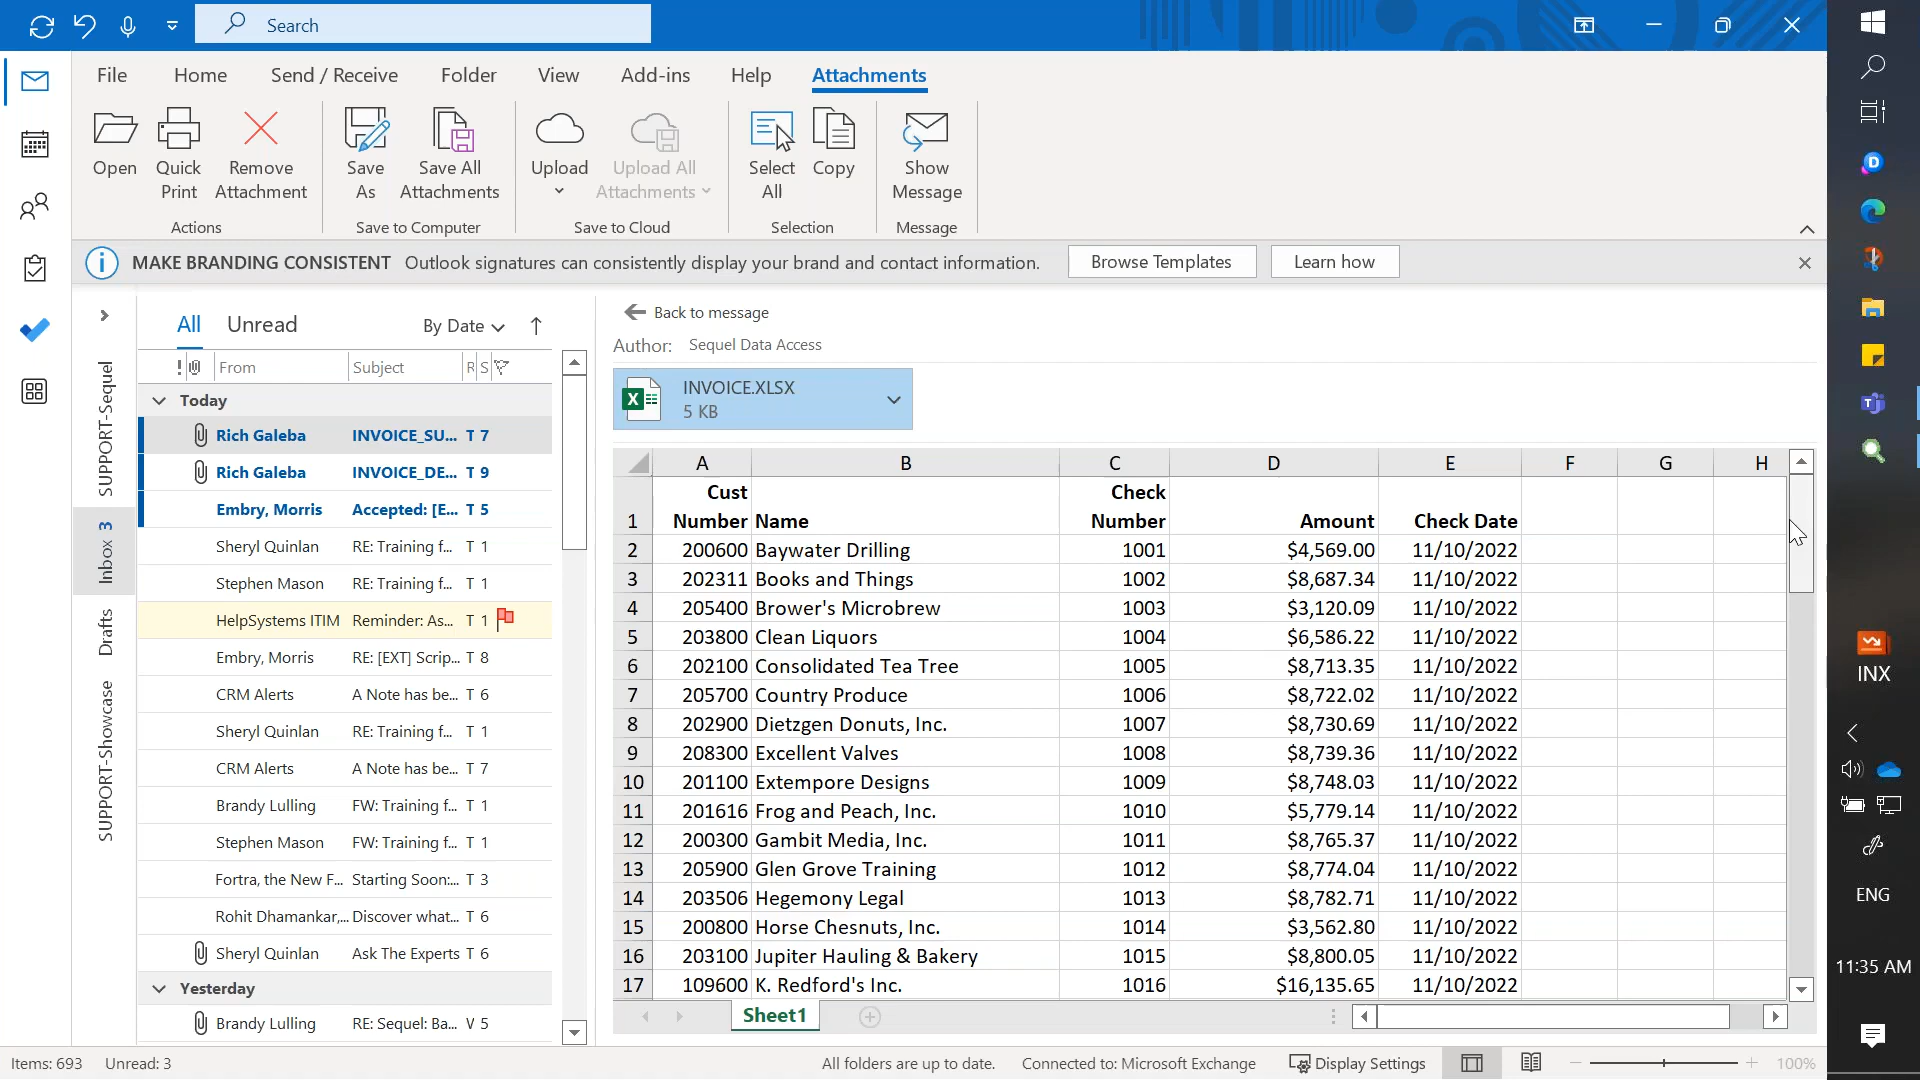 Search
File Home Send / Receive Folder View Add-ins Help Attachments
Open Quick Print Remove Attachment Save As Save All Attachments Upload Upload All Attachments Select All Copy Show Message
Actions Save to Computer Save to Cloud Selection Message
MAKE BRANDING CONSISTENT Outlook signatures can consistently display your brand and contact information. Browse Templates Learn how
SUPPORT-Sequel
Inbox 3
Drafts
SUPPORT-Showcase
All Unread By Date
! From Subject R S
Today
Rich Galeba INVOICE_SU... T 7
Rich Galeba INVOICE_DE... T 9
Embry, Morris Accepted: [E... T 5
Sheryl Quinlan RE: Training f... T 1
Stephen Mason RE: Training f... T 1
HelpSystems ITIM Reminder: As... T 1
Embry, Morris RE: [EXT] Scrip... T 8
CRM Alerts A Note has be... T 6
Sheryl Quinlan RE: Training f... T 1
CRM Alerts A Note has be... T 7
Brandy Lulling FW: Training f... T 1
Stephen Mason FW: Training f... T 1
Fortra, the New F... Starting Soon:... T 3
Rohit Dhamankar,... Discover what... T 6
Sheryl Quinlan Ask The Experts T 6
Yesterday
Brandy Lulling RE: Sequel: Ba... V 5
Back to message
Author: Sequel Data Access
INVOICE.XLSX
5 KB
A B C D E F G H
Cust Check
1 Number Name Number Amount Check Date
2 200600 Baywater Drilling 1001 $4,569.00 11/10/2022
3 202311 Books and Things 1002 $8,687.34 11/10/2022
4 205400 Brower's Microbrew 1003 $3,120.09 11/10/2022
5 203800 Clean Liquors 1004 $6,586.22 11/10/2022
6 202100 Consolidated Tea Tree 1005 $8,713.35 11/10/2022
7 205700 Country Produce 1006 $8,722.02 11/10/2022
8 202900 Dietzgen Donuts, Inc. 1007 $8,730.69 11/10/2022
9 208300 Excellent Valves 1008 $8,739.36 11/10/2022
10 201100 Extempore Designs 1009 $8,748.03 11/10/2022
11 201616 Frog and Peach, Inc. 1010 $5,779.14 11/10/2022
12 200300 Gambit Media, Inc. 1011 $8,765.37 11/10/2022
13 205900 Glen Grove Training 1012 $8,774.04 11/10/2022
14 203506 Hegemony Legal 1013 $8,782.71 11/10/2022
15 200800 Horse Chesnuts, Inc. 1014 $3,562.80 11/10/2022
16 203100 Jupiter Hauling & Bakery 1015 $8,800.05 11/10/2022
17 109600 K. Redford's Inc. 1016 $16,135.65 11/10/2022
Sheet1
Items: 693 Unread: 3 All folders are up to date. Connected to: Microsoft Exchange Display Settings 100%
INX
ENG
11:35 AM